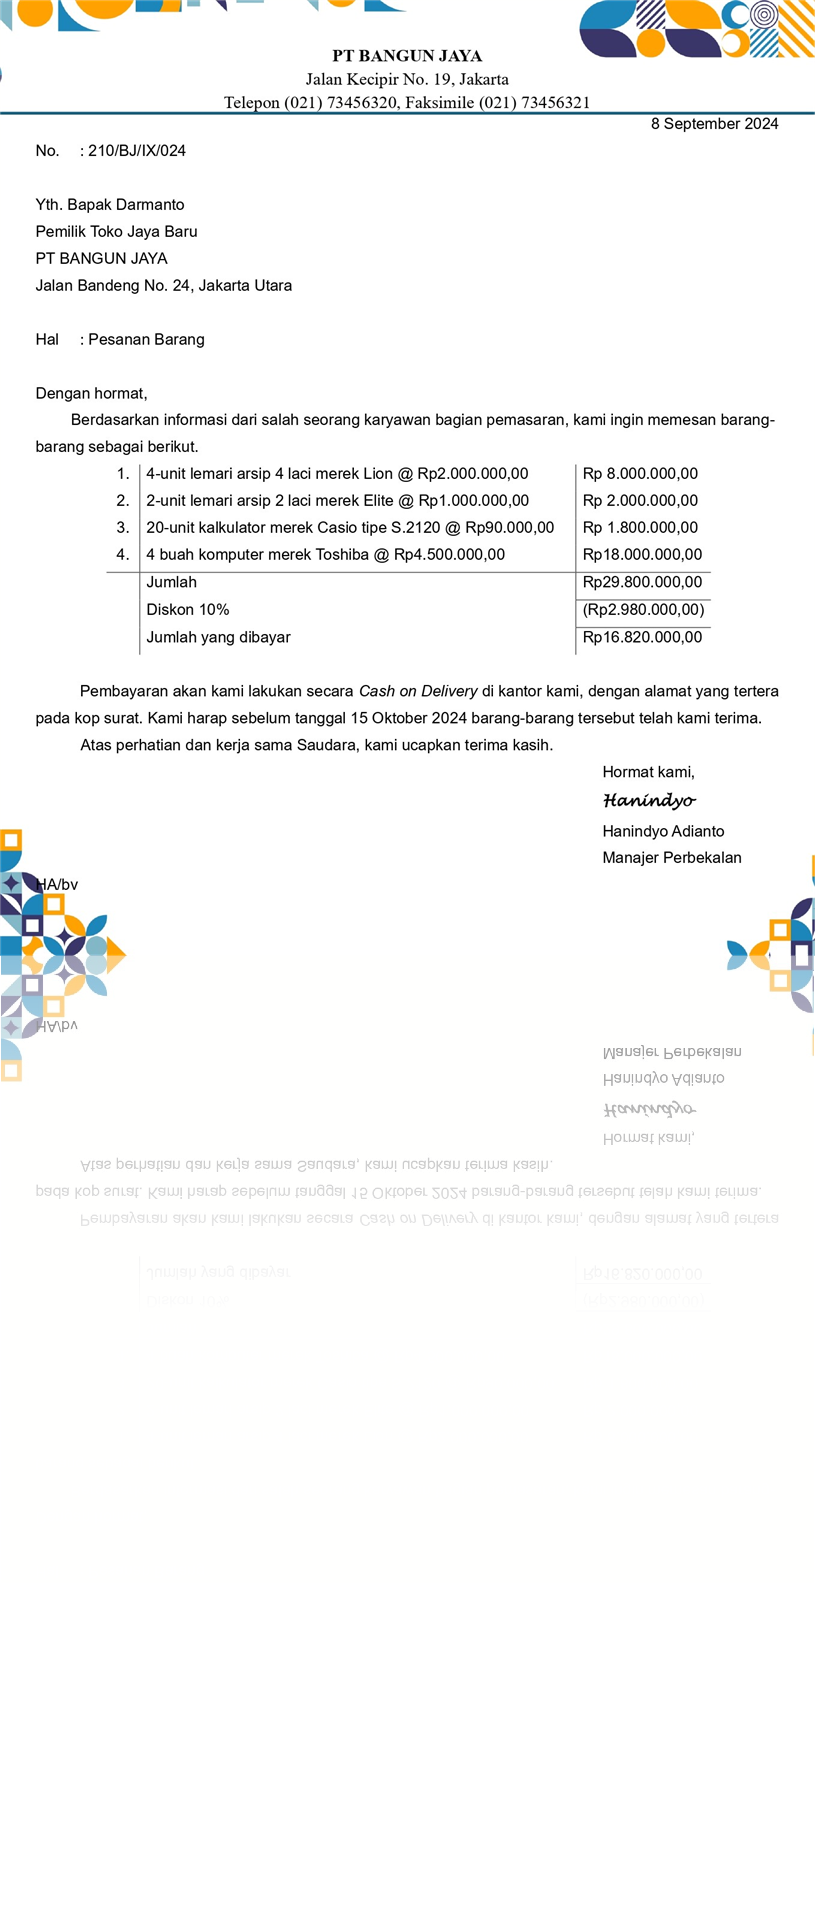 PT BANGUN JAYA
Jalan Kecipir No. 19, Jakarta
Telepon (021) 73456320, Faksimile (021) 73456321
8 September 2024
No. : 210/BJ/IX/024
Yth. Bapak Darmanto
Pemilik Toko Jaya Baru
PT BANGUN JAYA
Jalan Bandeng No. 24, Jakarta Utara
Hal : Pesanan Barang
Dengan hormat,
Berdasarkan informasi dari salah seorang karyawan bagian pemasaran, kami ingin memesan barang-
barang sebagai berikut.
1. 4-unit lemari arsip 4 laci merek Lion @ Rp2.000.000,00 Rp 8.000.000,00
2. 2-unit lemari arsip 2 laci merek Elite @ Rp1.000.000,00 Rp 2.000.000,00
3. 20-unit kalkulator merek Casio tipe S.2120 @ Rp90.000,00 Rp 1.800.000,00
4. 4 buah komputer merek Toshiba @ Rp4.500.000,00 Rp18.000.000,00
Jumlah Rp29.800.000,00
Diskon 10% (Rp2.980.000,00)
Jumlah yang dibayar Rp16.820.000,00
Pembayaran akan kami lakukan secara Cash on Delivery di kantor kami, dengan alamat yang tertera
pada kop surat. Kami harap sebelum tanggal 15 Oktober 2024 barang-barang tersebut telah kami terima.
Atas perhatian dan kerja sama Saudara, kami ucapkan terima kasih.
Hormat kami,
Hanindyo
Hanindyo Adianto
Manajer Perbekalan
HA/bv